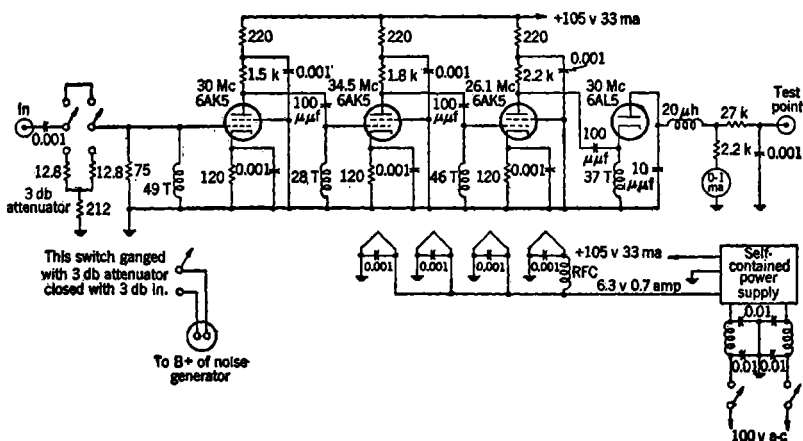 +105 v 33 ma
220
220
220
0.001
0.001
0.001
1.5 k
1.8 k
2.2 k
30 Mc
6AK5
34.5 Mc
6AK5
26.1 Mc
6AK5
30 Mc
6AL5
In
0.001
100
μμf
100
μμf
100
μμf
20 μh
27 k
Test
point
2.2 k
0.001
0-1
ma
10
μμf
12.8
12.8
75
3 db
attenuator
212
49 T
120
0.001
28 T
120
0.001
46 T
120
0.001
37 T
This switch ganged
with 3 db attenuator
closed with 3 db in.
To B+ of noise
generator
0.001
0.001
0.001
0.001
RFC
+105 v 33 ma
6.3 v 0.7 amp
Self-
contained
power
supply
0.01
0.01
0.01
100 v a-c